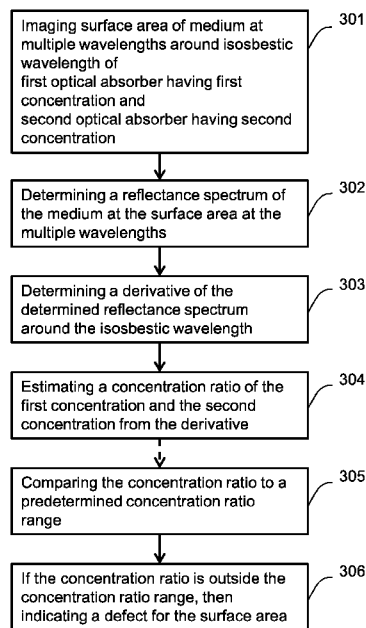 Imaging surface area of medium at
multiple wavelengths around isosbestic
wavelength of
first optical absorber having first
concentration and
second optical absorber having second
concentration
301
Determining a reflectance spectrum of
the medium at the surface area at the
multiple wavelengths
302
Determining a derivative of the
determined reflectance spectrum
around the isosbestic wavelength
303
Estimating a concentration ratio of the
first concentration and the second
concentration from the derivative
304
Comparing the concentration ratio to a
predetermined concentration ratio
range
305
If the concentration ratio is outside the
concentration ratio range, then
indicating a defect for the surface area
306